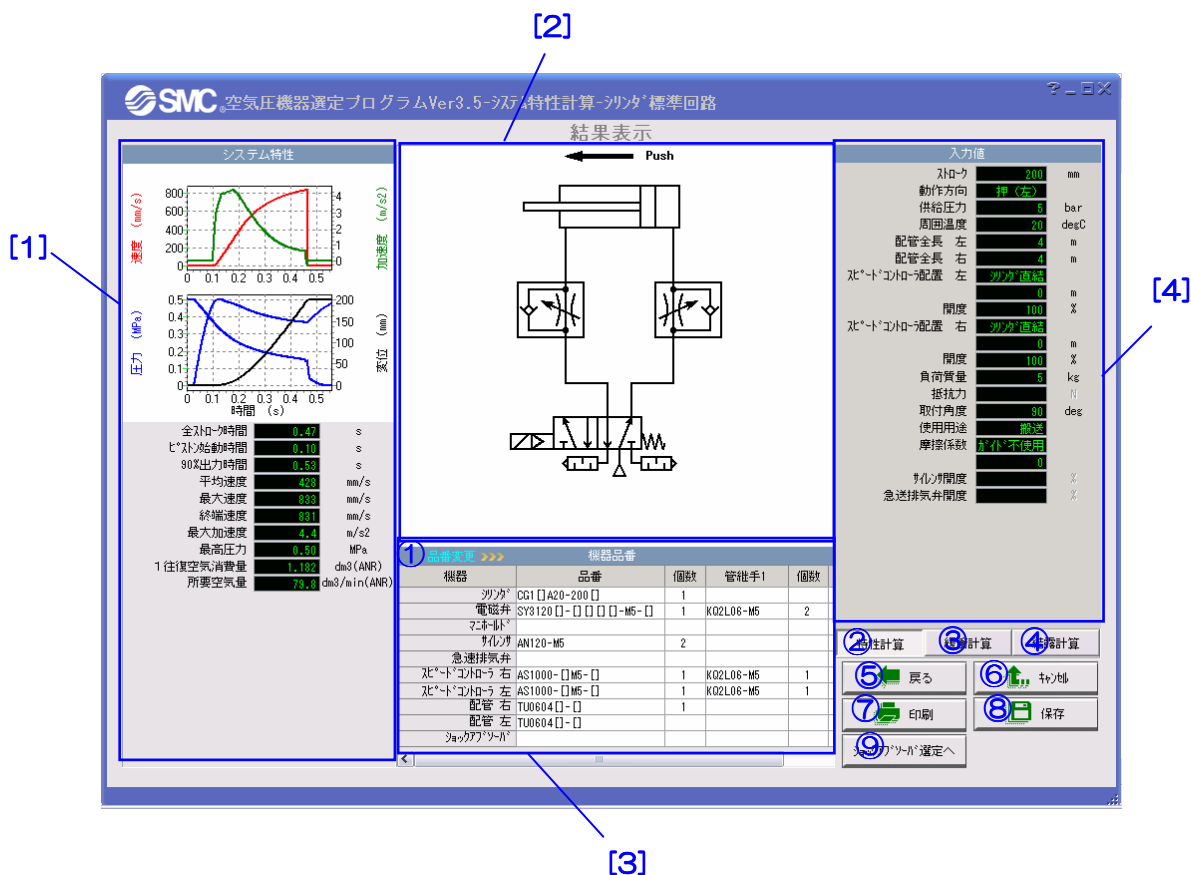 [2]
SMC 空気圧機器選定プログラムVer3.5-システム特性計算-シリンダ標準回路
結果表示
[1]
システム特性
速度 (mm/s)
800
600
400
200
0
4
3
2
1
0
加速度 (m/s2)
0 0.1 0.2 0.3 0.4 0.5
圧力 (MPa)
0.5
0.4
0.3
0.2
0.1
0
200
150
100
50
0
変位 (mm)
0 0.1 0.2 0.3 0.4 0.5
時間 (s)
全ストローク時間 0.47 s
ピストン始動時間 0.10 s
90%出力時間 0.53 s
平均速度 428 mm/s
最大速度 833 mm/s
終端速度 831 mm/s
最大加速度 4.4 m/s2
最高圧力 0.50 MPa
1往復空気消費量 1.182 dm3(ANR)
所要空気量 79.8 dm3/min(ANR)
Push
[3]
① 品番変更 >>> 機器品番
機器 品番 個数 管継手1 個数
シリンダ CG1[]A20-200[] 1
電磁弁 SY3120[]-[][][][]-M5-[] 1 KQ2L06-M5 2
マニホールド
サイレンサ AN120-M5 2
急速排気弁
スピードコントローラ 右 AS1000-[]M5-[] 1 KQ2L06-M5 1
スピードコントローラ 左 AS1000-[]M5-[] 1 KQ2L06-M5 1
配管 右 TU0604[]-[] 1
配管 左 TU0604[]-[]
ショックアブソーバ
[4]
入力値
ストローク 200 mm
動作方向 押(左)
供給圧力 5 bar
周囲温度 20 degC
配管全長 左 4 m
配管全長 右 4 m
スピードコントローラ配置 左 シリンダ直結
0 m
開度 100 %
スピードコントローラ配置 右 シリンダ直結
0 m
開度 100 %
負荷質量 5 kg
抵抗力 N
取付角度 90 deg
使用用途 搬送
摩擦係数 ガイド不使用
0
サイレンサ開度 %
急送排気弁開度 %
② 特性計算
③ 計算
④ 結露計算
⑤ 戻る
⑥ キャンセル
⑦ 印刷
⑧ 保存
⑨ ショックアブソーバ選定へ